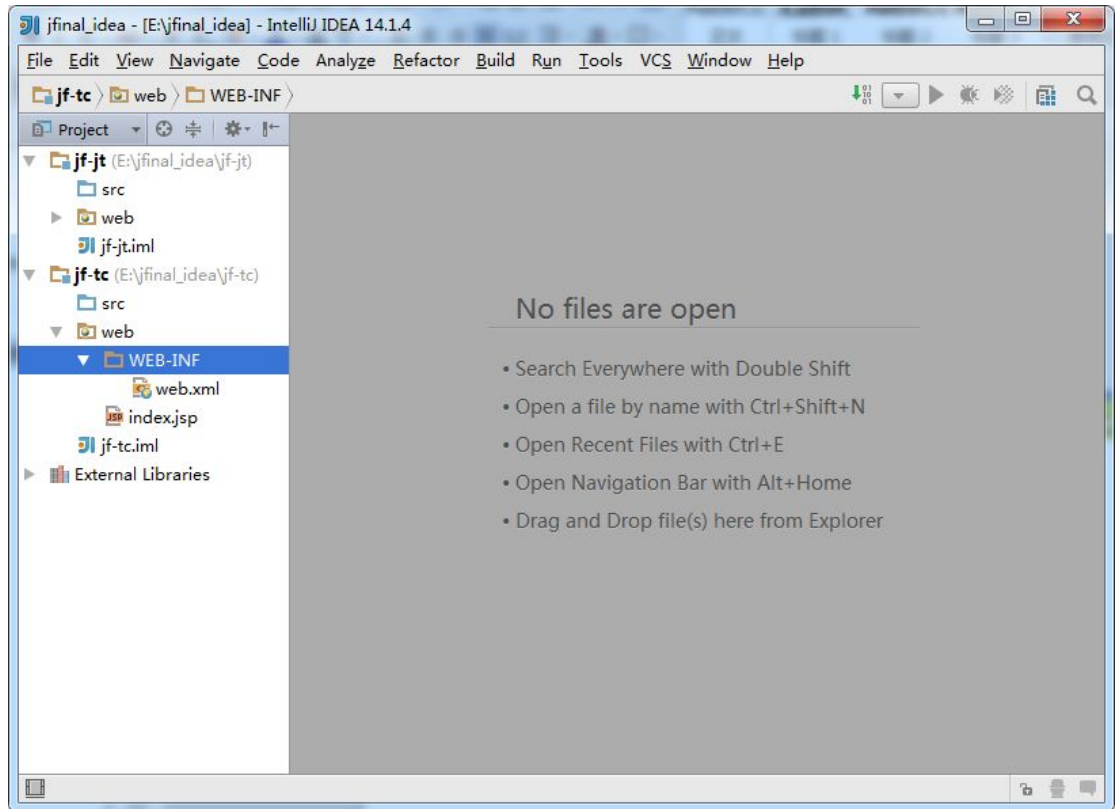 jfinal_idea - [E:\jfinal_idea] - IntelliJ IDEA 14.1.4
File Edit View Navigate Code Analyze Refactor Build Run Tools VCS Window Help
jf-tc web WEB-INF
Project
jf-jt (E:\jfinal_idea\jf-jt)
src
web
jf-jt.iml
jf-tc (E:\jfinal_idea\jf-tc)
src
web
WEB-INF
web.xml
index.jsp
jf-tc.iml
External Libraries
No files are open
• Search Everywhere with Double Shift
• Open a file by name with Ctrl+Shift+N
• Open Recent Files with Ctrl+E
• Open Navigation Bar with Alt+Home
• Drag and Drop file(s) here from Explorer